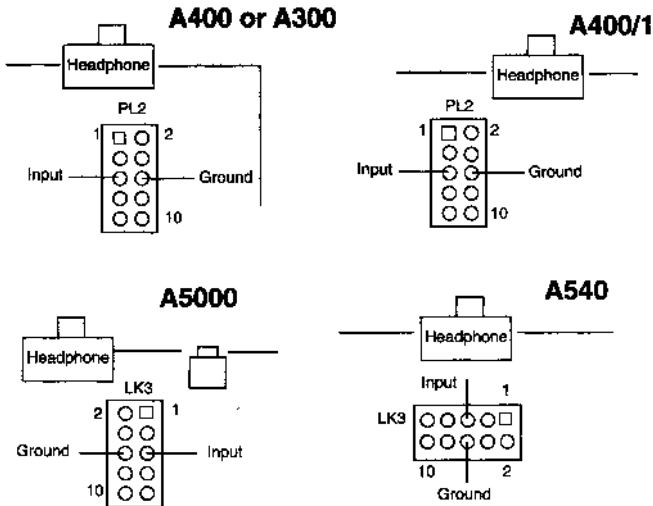 A400 or A300
Headphone
PL2
1 2
Input Ground
10
A400/1
Headphone
PL2
1 2
Input Ground
10
A5000
Headphone
LK3
2 1
Ground Input
10
A540
Headphone
Input 1
LK3
10 2
Ground